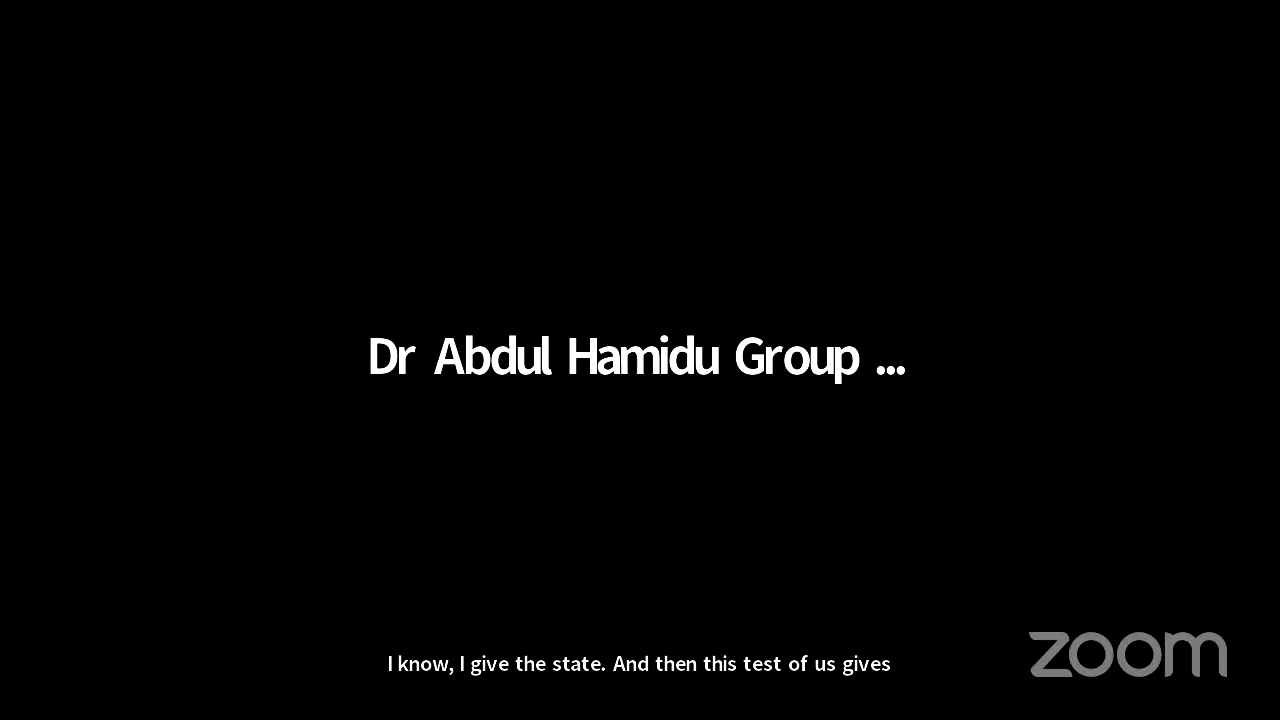 Dr Abdul Hamidu Group ...
I know, I give the state. And then this test of us gives
zoom